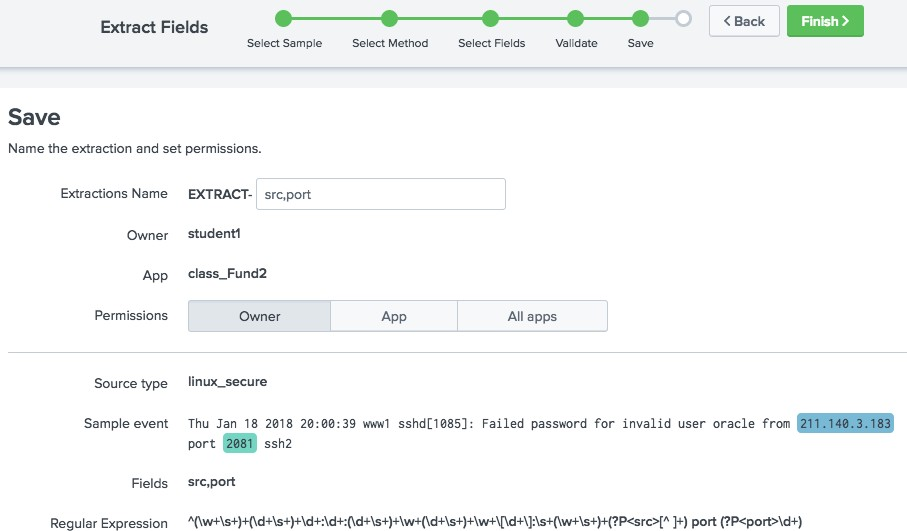 Extract Fields
Select Sample
Select Method
Select Fields
Validate
Save
< Back
Finish >
Save
Name the extraction and set permissions.
Extractions Name EXTRACT- src,port
Owner student1
App class_Fund2
Permissions Owner App All apps
Source type linux_secure
Sample event Thu Jan 18 2018 20:00:39 www1 sshd[1085]: Failed password for invalid user oracle from 211.140.3.183
port 2081 ssh2
Fields src,port
Regular Expression ^(\w+\s+)+(\d+\s+)+\d+:\d+:(\d+\s+)+\w+(\d+\s+)+\w+\[\d+\]:\s+(\w+\s+)+(?P<src>[^ ]+) port (?P<port>\d+)